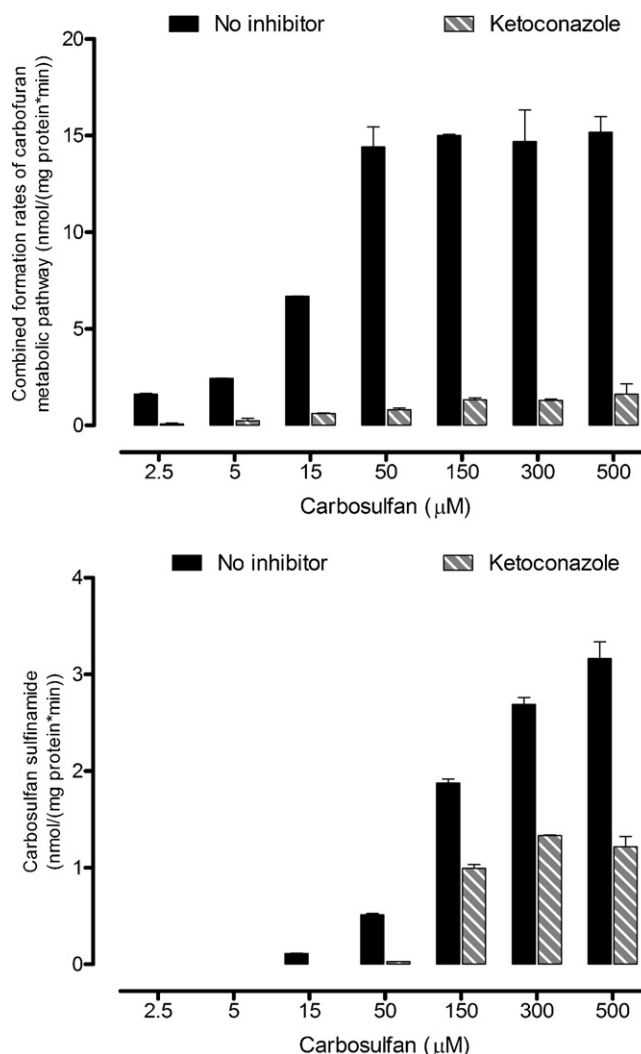 No inhibitor Ketoconazole
Combined formation rates of carbofuran
metabolic pathway (nmol/(mg protein*min))
20
15
10
5
0
2.5 5 15 50 150 300 500
Carbosulfan (μM)
No inhibitor Ketoconazole
Carbosulfan sulfinamide
(nmol/(mg protein*min))
4
3
2
1
0
2.5 5 15 50 150 300 500
Carbosulfan (μM)